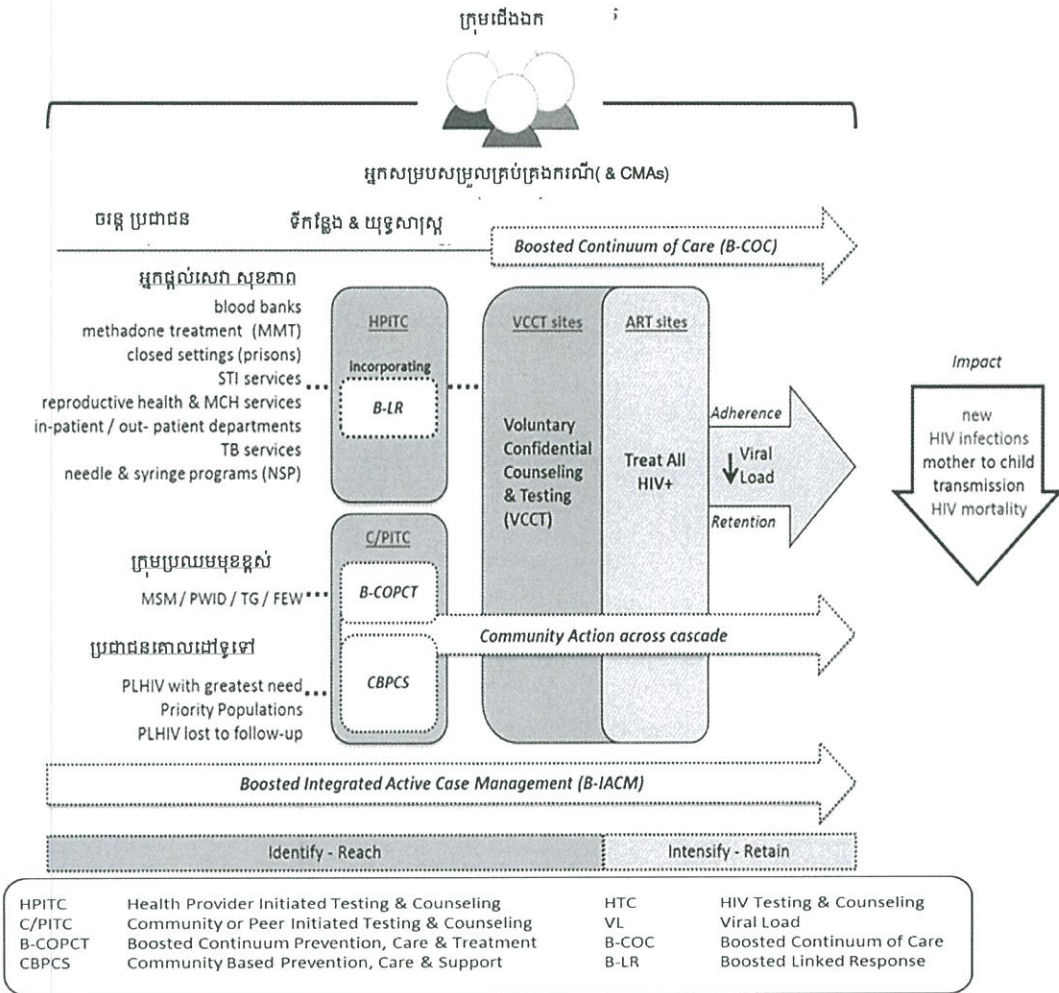 ក្រុមជើងឯក
អ្នកសម្របសម្រួលគ្រប់គ្រងករណី( & CMAs)
ចរន្ត ប្រជាជន
ទីកន្លែង & យុទ្ធសាស្ត្រ
Boosted Continuum of Care (B-COC)
អ្នកផ្តល់សេវា សុខភាព
blood banks
methadone treatment (MMT)
closed settings (prisons)
STI services
reproductive health & MCH services
in-patient / out- patient departments
TB services
needle & syringe programs (NSP)
HPITC
Incorporating
B-LR
VCCT sites
Voluntary
Confidential
Counseling
& Testing
(VCCT)
ART sites
Treat All
HIV+
Adherence
Viral
Load
Retention
Impact
new
HIV infections
mother to child
transmission
HIV mortality
C/PITC
ក្រុមប្រឈមមុខខ្ពស់
MSM / PWID / TG / FEW
B-COPCT
Community Action across cascade
ប្រជាជនគោលដៅទូទៅ
PLHIV with greatest need
Priority Populations
PLHIV lost to follow-up
CBPCS
Boosted Integrated Active Case Management (B-IACM)
Identify - Reach
Intensify - Retain
HPITC Health Provider Initiated Testing & Counseling
C/PITC Community or Peer Initiated Testing & Counseling
B-COPCT Boosted Continuum Prevention, Care & Treatment
CBPCS Community Based Prevention, Care & Support
HTC HIV Testing & Counseling
VL Viral Load
B-COC Boosted Continuum of Care
B-LR Boosted Linked Response